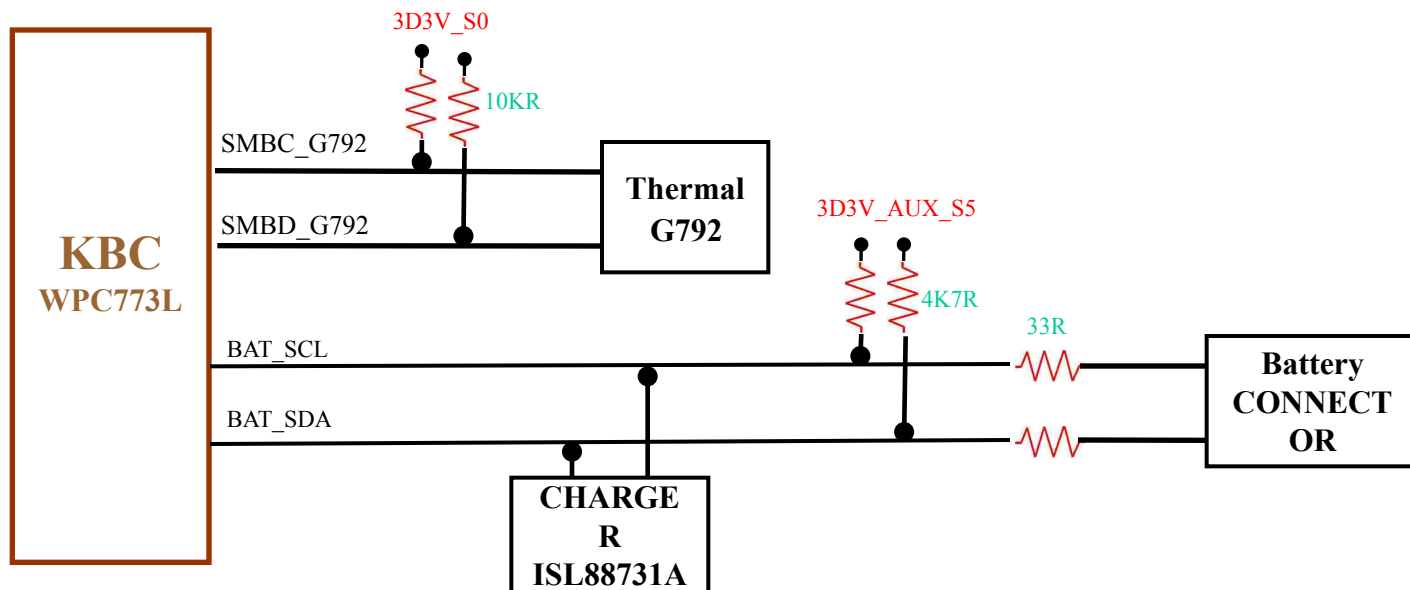 3D3V_S0
10KR
SMBC_G792
SMBD_G792
Thermal
G792
3D3V_AUX_S5
4K7R
KBC
WPC773L
33R
BAT_SCL
BAT_SDA
Battery
CONNECT
OR
CHARGE
R
ISL88731A